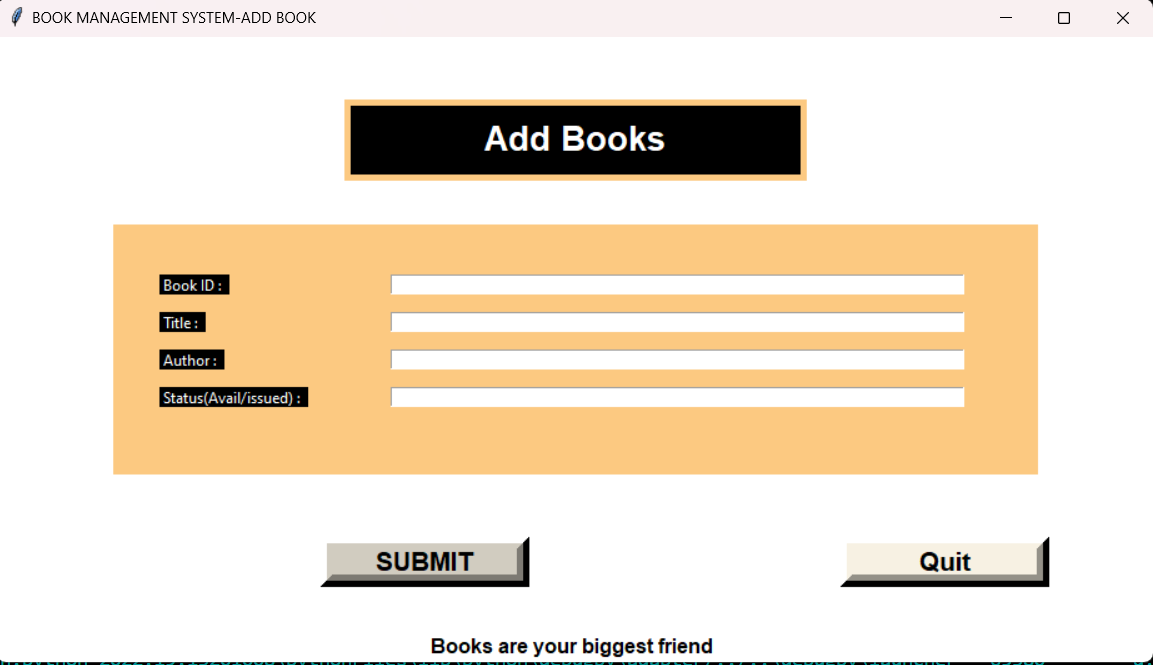 BOOK MANAGEMENT SYSTEM-ADD BOOK
Add Books
Book ID :
Title :
Author :
Status(Avail/issued) :
SUBMIT
Quit
Books are your biggest friend